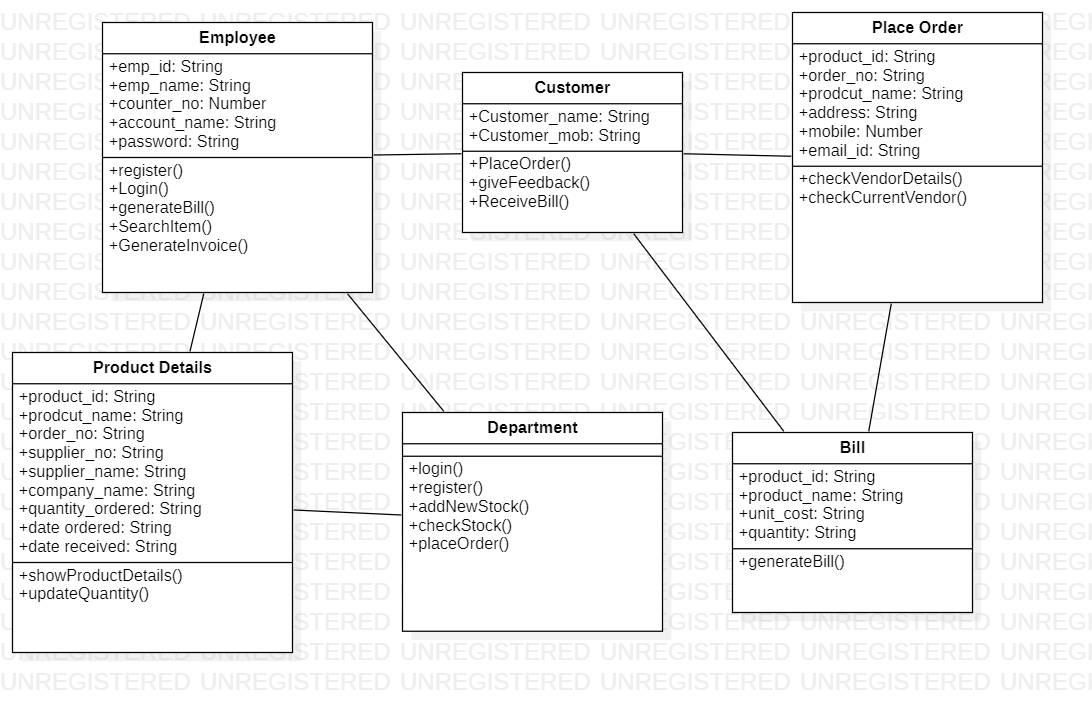 Employee
+emp_id: String
+emp_name: String
+counter_no: Number
+account_name: String
+password: String
+register()
+Login()
+generateBill()
+SearchItem()
+GenerateInvoice()
Customer
+Customer_name: String
+Customer_mob: String
+PlaceOrder()
+giveFeedback()
+ReceiveBill()
Place Order
+product_id: String
+order_no: String
+prodcut_name: String
+address: String
+mobile: Number
+email_id: String
+checkVendorDetails()
+checkCurrentVendor()
Product Details
+product_id: String
+prodcut_name: String
+order_no: String
+supplier_no: String
+supplier_name: String
+company_name: String
+quantity_ordered: String
+date ordered: String
+date received: String
+showProductDetails()
+updateQuantity()
Department
+login()
+register()
+addNewStock()
+checkStock()
+placeOrder()
Bill
+product_id: String
+product_name: String
+unit_cost: String
+quantity: String
+generateBill()
UNREGISTERED UNREGISTERED UNREGISTERED UNREGISTERED UNREGISTERED UNREGISTERED